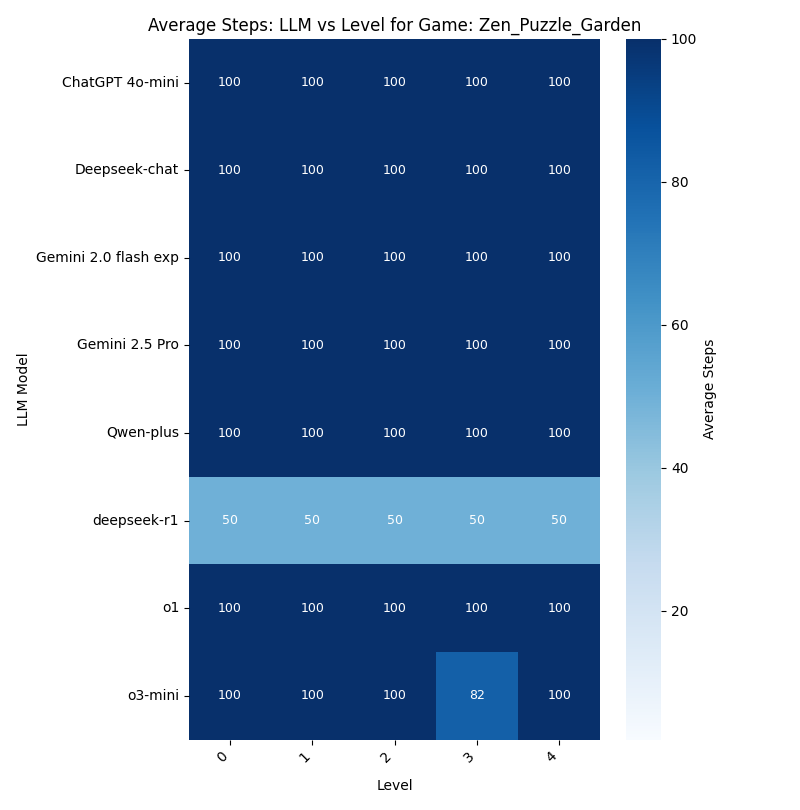 Average Steps: LLM vs Level for Game: Zen_Puzzle_Garden
LLM Model
ChatGPT 4o-mini 100 100 100 100 100
Deepseek-chat 100 100 100 100 100
Gemini 2.0 flash exp 100 100 100 100 100
Gemini 2.5 Pro 100 100 100 100 100
Qwen-plus 100 100 100 100 100
deepseek-r1 50 50 50 50 50
o1 100 100 100 100 100
o3-mini 100 100 100 82 100
0 1 2 3 4
Level
100
80
60
40
20
Average Steps